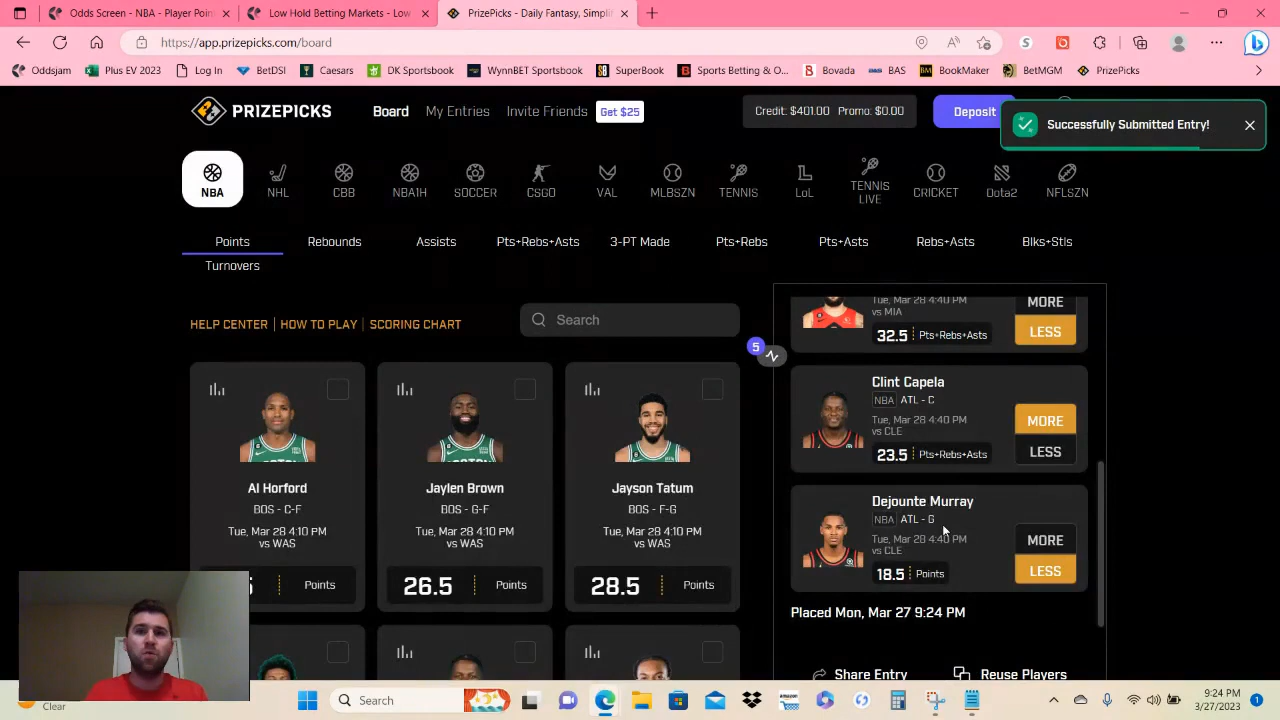 Odds Screen - NBA - Player Poin
Low Hold Betting Markets - Low
PrizePicks - Daily Fantasy, Simplif
https://app.prizepicks.com/board
Oddsjam
Plus EV 2023
Log In
BetDSI
Caesars
DK Sportsbook
WynnBET Sportsbook
SuperBook
Sports Betting & O...
Bovada
BAS
BookMaker
BetMGM
PrizePicks
PRIZEPICKS
Board
My Entries
Invite Friends
Get $25
Credit: $401.00 Promo: $0.00
Deposit
Successfully Submitted Entry!
NBA
NHL
CBB
NBA1H
SOCCER
CSGO
VAL
MLBSZN
TENNIS
LoL
TENNIS
LIVE
CRICKET
Dota2
NFLSZN
Points
Rebounds
Assists
Pts+Rebs+Asts
3-PT Made
Pts+Rebs
Pts+Asts
Rebs+Asts
Blks+Stls
Turnovers
HELP CENTER
HOW TO PLAY
SCORING CHART
Search
5
Al Horford
BOS - C-F
Tue, Mar 28 4:10 PM
vs WAS
Points
Jaylen Brown
BOS - G-F
Tue, Mar 28 4:10 PM
vs WAS
26.5
Points
Jayson Tatum
BOS - F-G
Tue, Mar 28 4:10 PM
vs WAS
28.5
Points
Tue, Mar 28 4:40 PM
vs MIA
32.5
Pts+Rebs+Asts
MORE
LESS
Clint Capela
NBA ATL - C
Tue, Mar 28 4:40 PM
vs CLE
23.5
Pts+Rebs+Asts
MORE
LESS
Dejounte Murray
NBA ATL - G
Tue, Mar 28 4:40 PM
vs CLE
18.5
Points
MORE
LESS
Placed Mon, Mar 27 9:24 PM
Share Entry
Reuse Players
Clear
Search
9:24 PM
3/27/2023
1